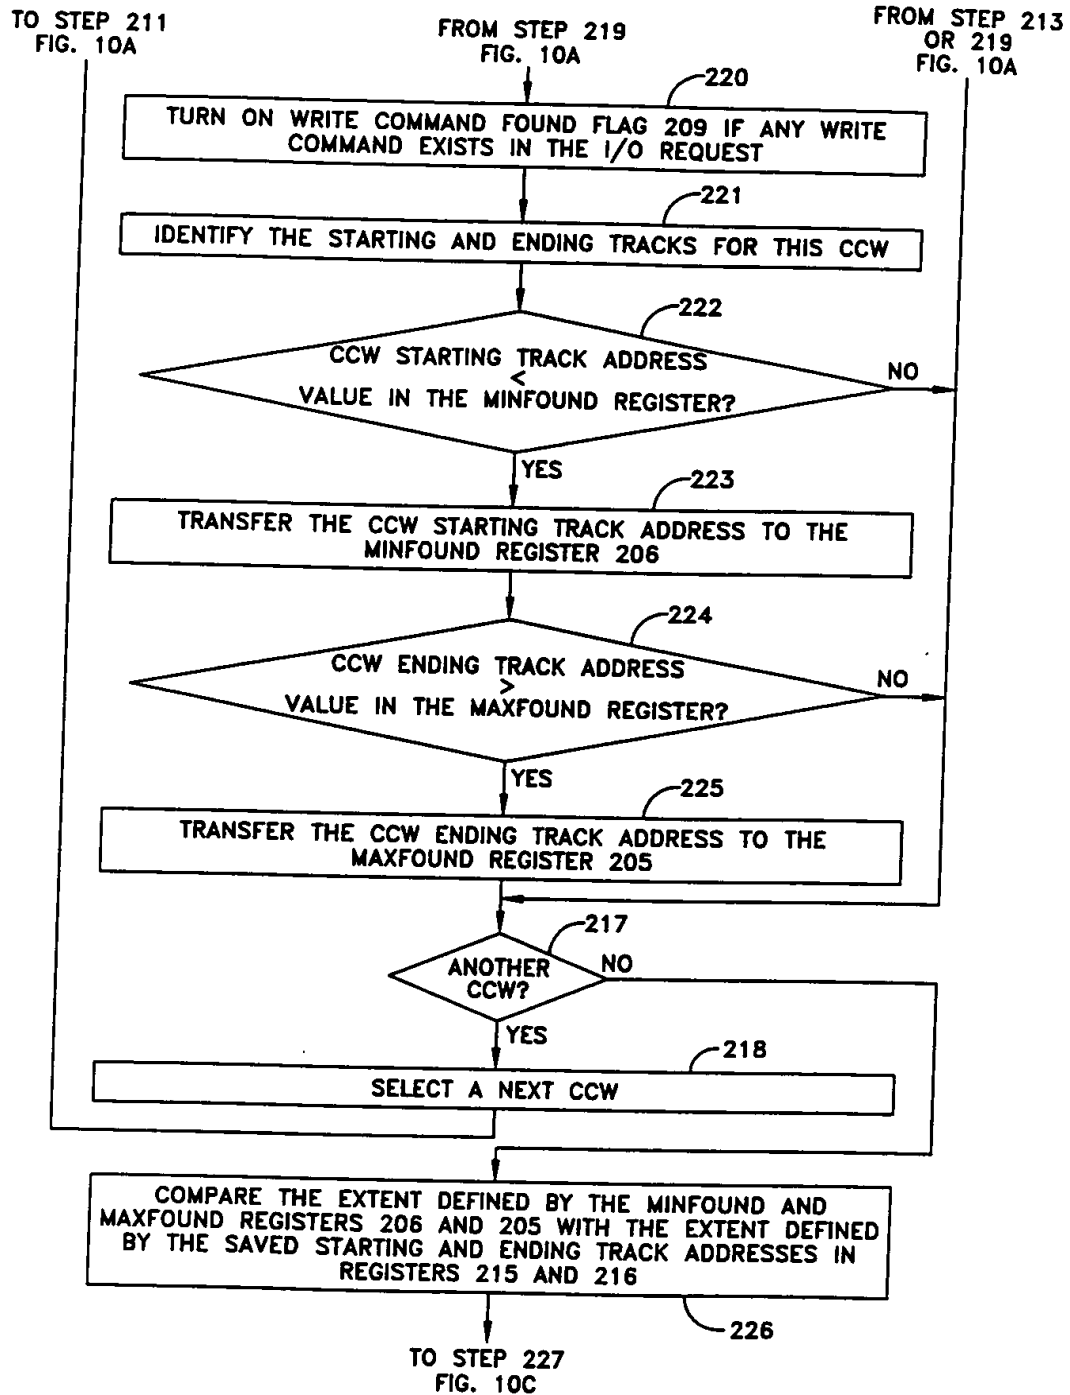 TO STEP 211
FIG. 10A
FROM STEP 219
FIG. 10A
FROM STEP 213
OR 219
FIG. 10A
220
TURN ON WRITE COMMAND FOUND FLAG 209 IF ANY WRITE
COMMAND EXISTS IN THE I/O REQUEST
221
IDENTIFY THE STARTING AND ENDING TRACKS FOR THIS CCW
222
CCW STARTING TRACK ADDRESS
<
VALUE IN THE MINFOUND REGISTER?
NO
YES
223
TRANSFER THE CCW STARTING TRACK ADDRESS TO THE
MINFOUND REGISTER 206
224
CCW ENDING TRACK ADDRESS
>
VALUE IN THE MAXFOUND REGISTER?
NO
YES
225
TRANSFER THE CCW ENDING TRACK ADDRESS TO THE
MAXFOUND REGISTER 205
217
ANOTHER
CCW?
NO
YES
218
SELECT A NEXT CCW
COMPARE THE EXTENT DEFINED BY THE MINFOUND AND
MAXFOUND REGISTERS 206 AND 205 WITH THE EXTENT DEFINED
BY THE SAVED STARTING AND ENDING TRACK ADDRESSES IN
REGISTERS 215 AND 216
226
TO STEP 227
FIG. 10C